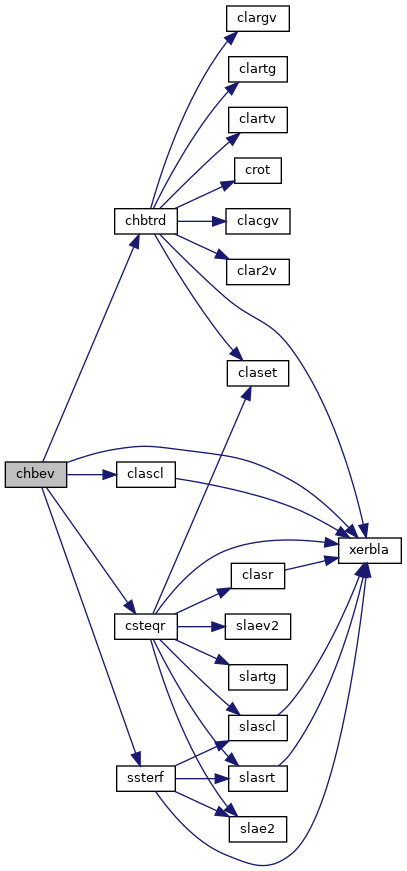 clargv
clartg
clartv
crot
chbtrd
clacgv
clar2v
claset
chbev
clascl
xerbla
clasr
csteqr
slaev2
slartg
slascl
ssterf
slasrt
slae2